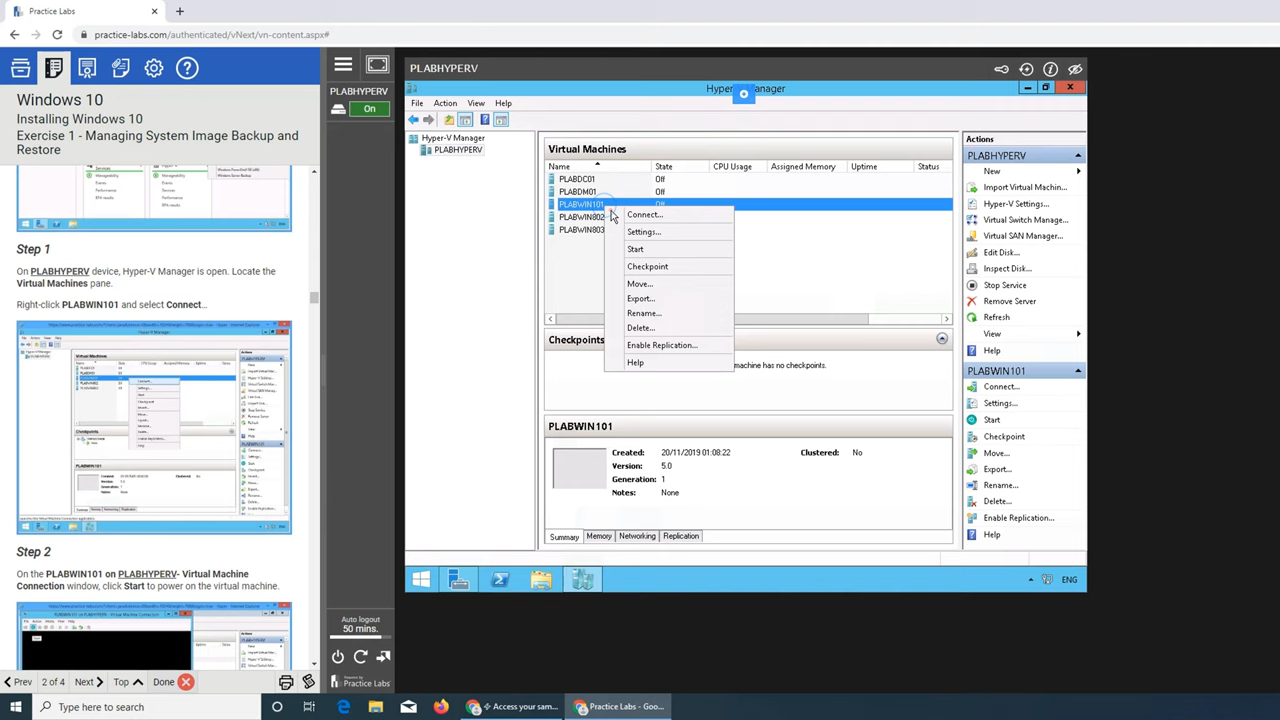 Practice Labs
practice-labs.com/authenticated/vNext/vn-content.aspx#
Windows 10
Installing Windows 10
Exercise 1 - Managing System Image Backup and
Restore
Step 1
On PLABHYPERV device, Hyper-V Manager is open. Locate the
Virtual Machines pane.
Right-click PLABWIN101 and select Connect...
Step 2
On the PLABWIN101 on PLABHYPERV- Virtual Machine
Connection window, click Start to power on the virtual machine.
Prev
2 of 4
Next
Top
Done
PLABHYPERV
On
Auto logout
50 mins.
Powered by
Practice Labs
PLABHYPERV
File Action View Help
Hyper-V Manager
PLABHYPERV
Virtual Machines
Name State CPU Usage Assigned Memory Uptime Status
PLABDC01 Off
PLABDM01 Off
PLABWIN101 Off
PLABWIN802
PLABWIN803
Connect...
Settings...
Start
Checkpoint
Move...
Export...
Rename...
Delete...
Enable Replication...
Help
Checkpoints
machine has no checkpoints.
PLABWIN101
Created: 20/11/2019 01:08:22 Clustered: No
Version: 5.0
Generation: 1
Notes: None
Summary Memory Networking Replication
Actions
PLABHYPERV
New
Import Virtual Machine...
Hyper-V Settings...
Virtual Switch Manage...
Virtual SAN Manager...
Edit Disk...
Inspect Disk...
Stop Service
Remove Server
Refresh
View
Help
PLABWIN101
Connect...
Settings...
Start
Checkpoint
Move...
Export...
Rename...
Delete...
Enable Replication...
Help
ENG
Type here to search
Access your sam...
Practice Labs - Goo...